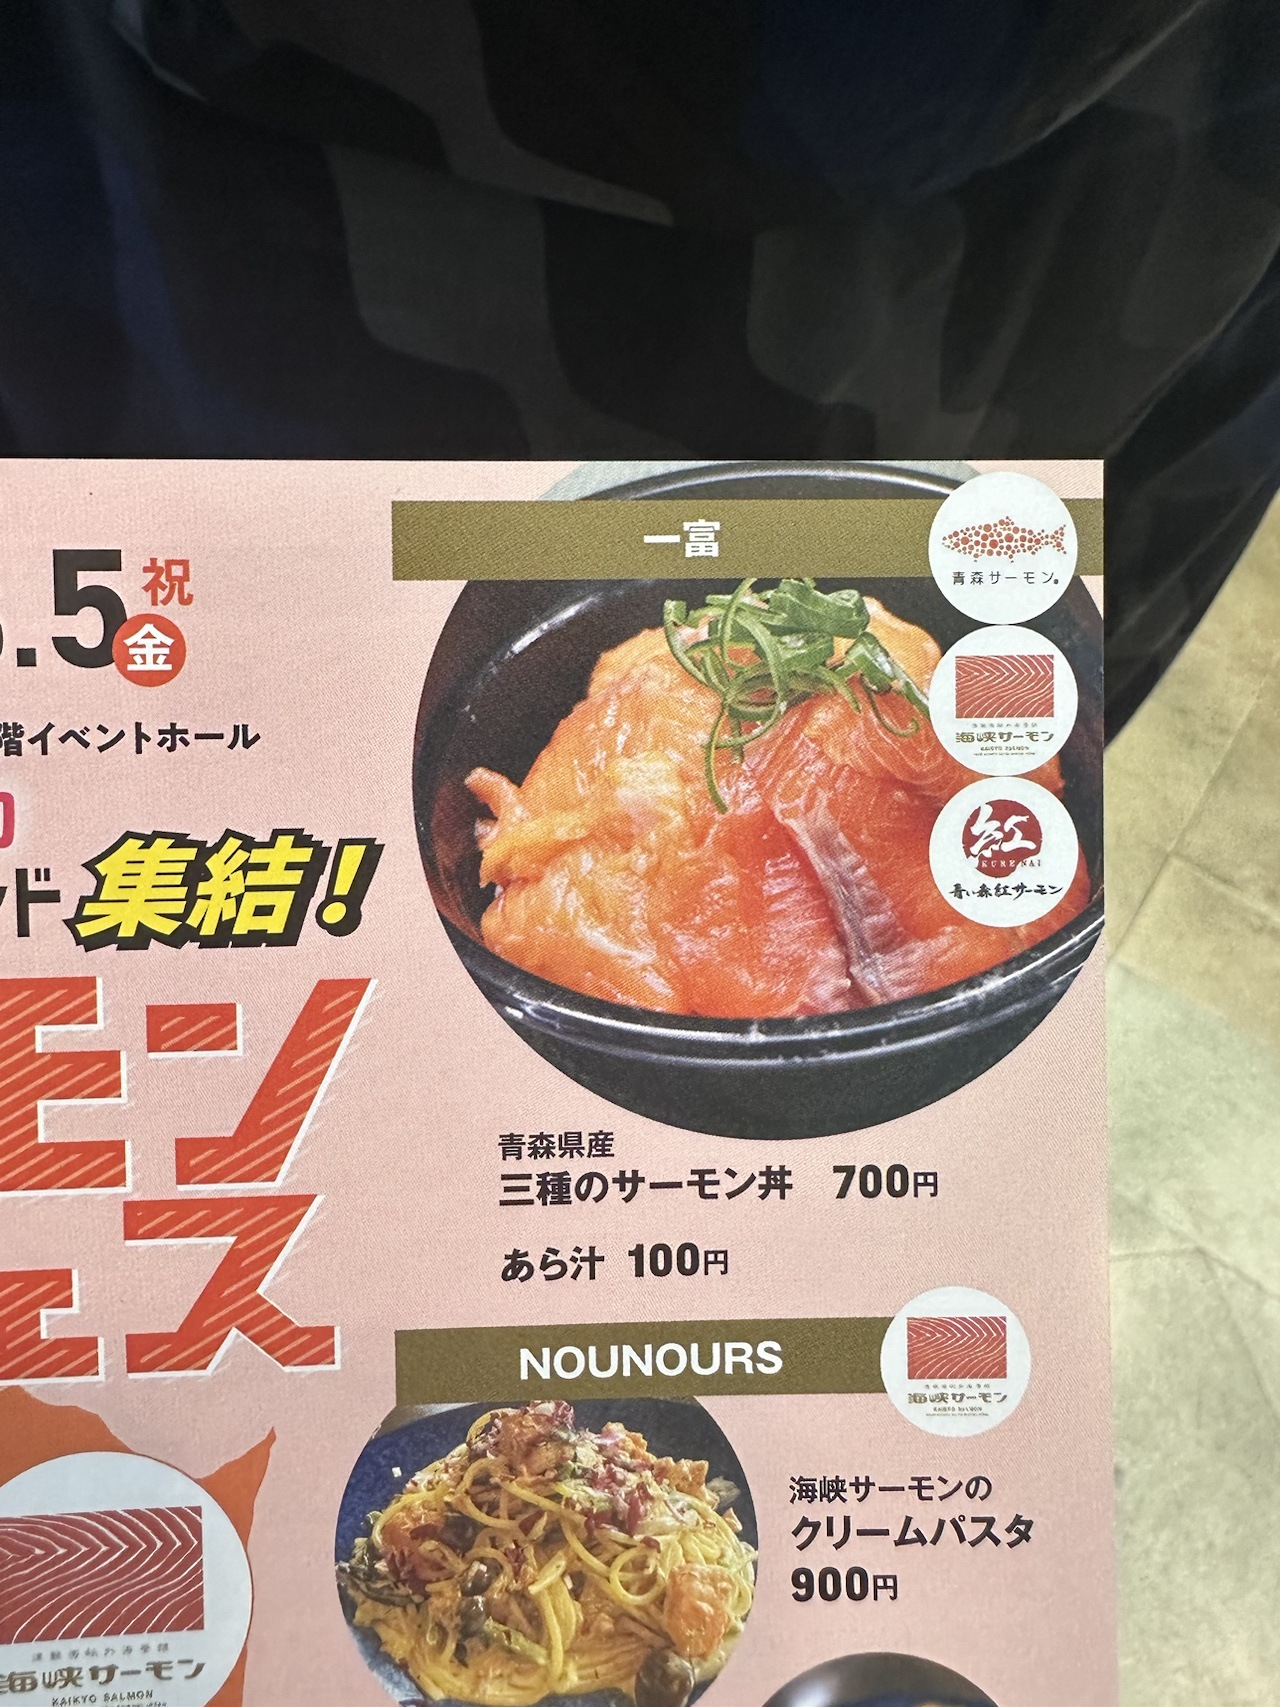 .5
祝
金
階イベントホール
ド
集結!
モン
ェス
一富
青森サーモン®
海峡サーモン
KAIKYO SALMON
紅
KURENAI
青い森紅サーモン
青森県産
三種のサーモン丼 700円
あら汁 100円
NOUNOURS
海峡サーモン
KAIKYO SALMON
海峡サーモンの
クリームパスタ
900円
海峡サーモン
KAIKYO SALMON